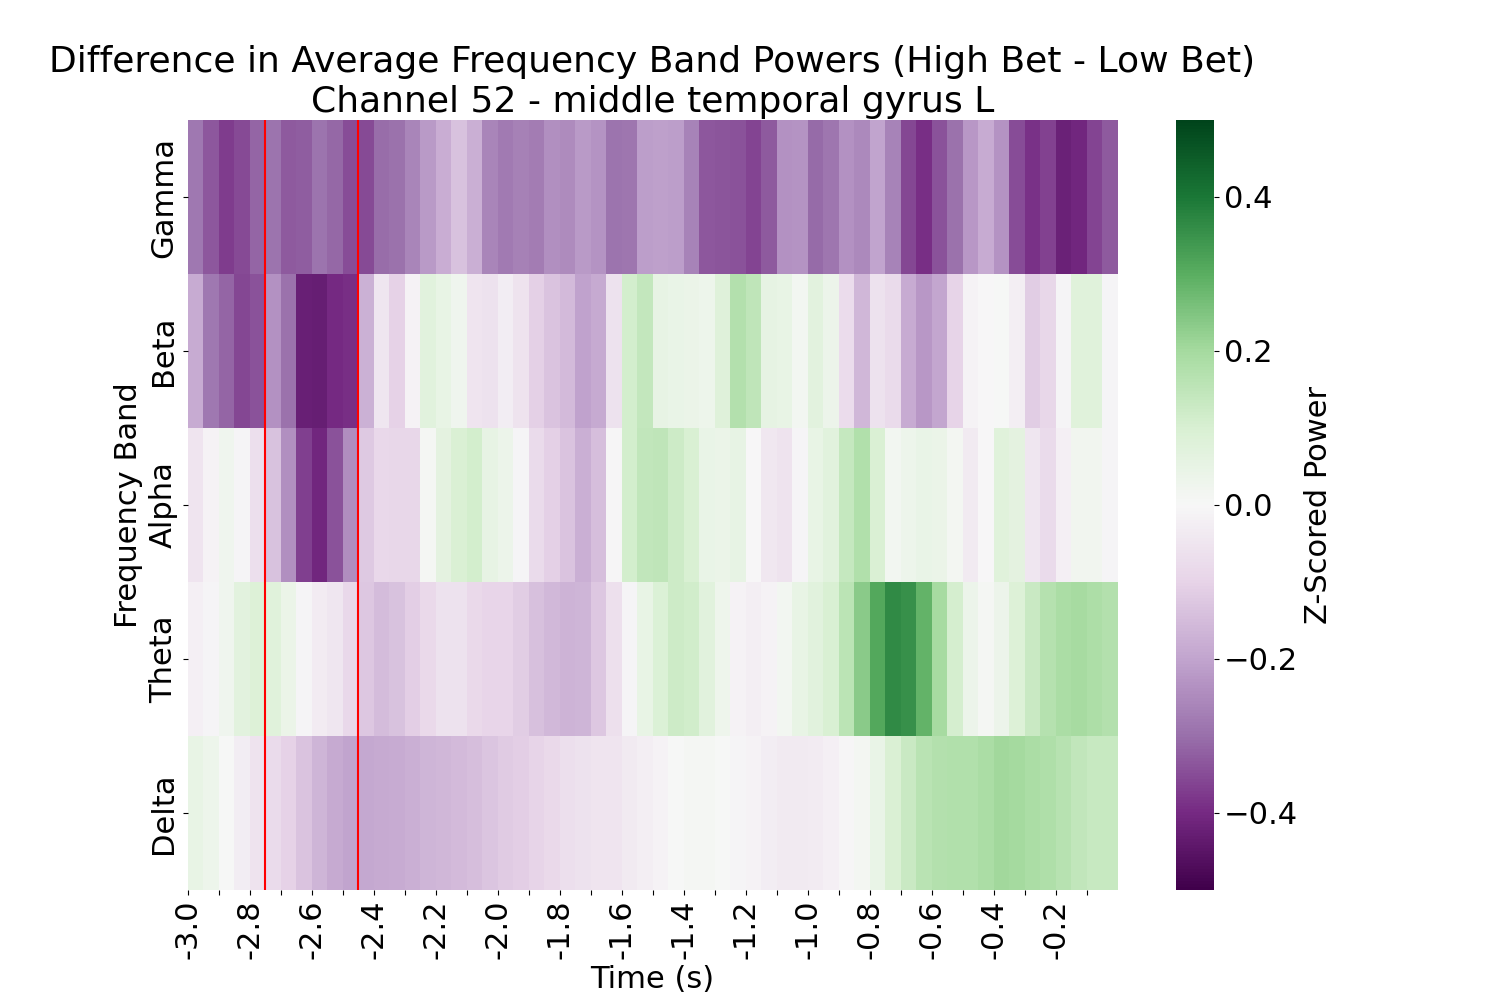 Difference in Average Frequency Band Powers (High Bet - Low Bet)
Channel 52 - middle temporal gyrus L
Frequency Band
Gamma
Beta
Alpha
Theta
Delta
-3.0
-2.8
-2.6
-2.4
-2.2
-2.0
-1.8
-1.6
-1.4
-1.2
-1.0
-0.8
-0.6
-0.4
-0.2
Time (s)
0.4
0.2
0.0
−0.2
−0.4
Z-Scored Power